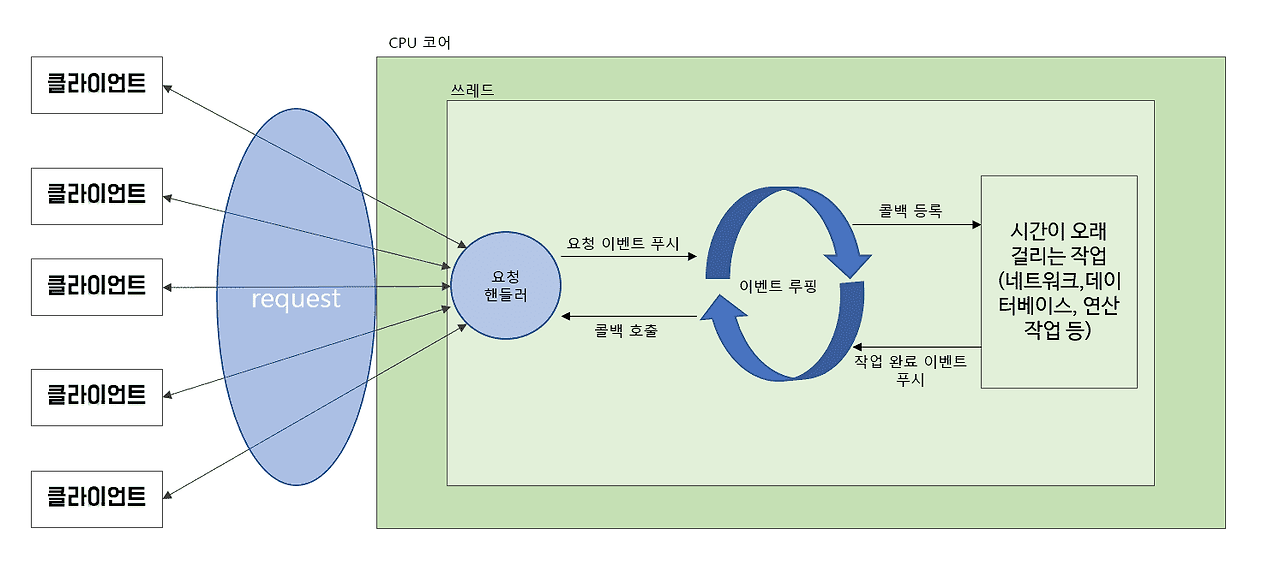 CPU 코어
쓰레드
클라이언트
클라이언트
클라이언트
클라이언트
클라이언트
request
요청
핸들러
요청 이벤트 푸시
콜백 호출
이벤트 루핑
콜백 등록
작업 완료 이벤트
푸시
시간이 오래
걸리는 작업
(네트워크,데이
터베이스, 연산
작업 등)